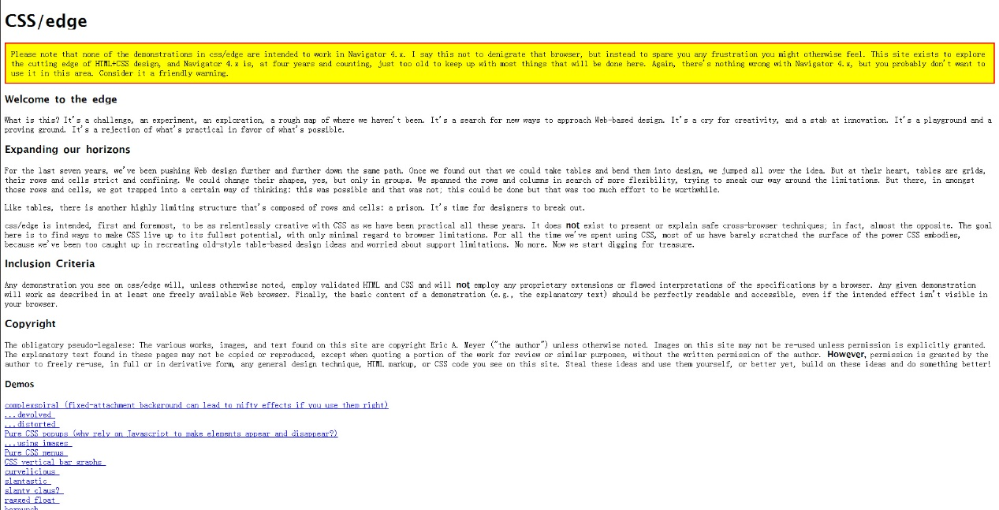 CSS/edge
Please note that none of the demonstrations in css/edge are intended to work in Navigator 4.x. I say this not to denigrate that browser, but instead to spare you any frustration you might otherwise feel. This site exists to explore
the cutting edge of HTML+CSS design, and Navigator 4.x is, at four years and counting, just too old to keep up with most things that will be done here. Again, there's nothing wrong with Navigator 4.x, but you probably don't want to
use it in this area. Consider it a friendly warning.
Welcome to the edge
What is this? It's a challenge, an experiment, an exploration, a rough map of where we haven't been. It's a search for new ways to approach Web-based design. It's a cry for creativity, and a stab at innovation. It's a playground and a
proving ground. It's a rejection of what's practical in favor of what's possible.
Expanding our horizons
For the last seven years, we've been pushing Web design further and further down the same path. Once we found out that we could take tables and bend them into design, we jumped all over the idea. But at their heart, tables are grids,
their rows and cells strict and confining. We could change their shapes, yes, but only in groups. We spanned the rows and columns in search of more flexibility, trying to sneak our way around the limitations. But there, in amongst
those rows and cells, we got trapped into a certain way of thinking: this was possible and that was not; this could be done but that was too much effort to be worthwhile.
Like tables, there is another highly limiting structure that's composed of rows and cells: a prison. It's time for designers to break out.
css/edge is intended, first and foremost, to be as relentlessly creative with CSS as we have been practical all these years. It does not exist to present or explain safe cross-browser techniques; in fact, almost the opposite. The goal
here is to find ways to make CSS live up to its fullest potential, with only minimal regard to browser limitations. For all the time we've spent using CSS, most of us have barely scratched the surface of the power CSS embodies,
because we've been too caught up in recreating old-style table-based design ideas and worried about support limitations. No more. Now we start digging for treasure.
Inclusion Criteria
Any demonstration you see on css/edge will, unless otherwise noted, employ validated HTML and CSS and will not employ any proprietary extensions or flawed interpretations of the specifications by a browser. Any given demonstration
will work as described in at least one freely available Web browser. Finally, the basic content of a demonstration (e.g., the explanatory text) should be perfectly readable and accessible, even if the intended effect isn't visible in
your browser.
Copyright
The obligatory pseudo-legalese: The various works, images, and text found on this site are copyright Eric A. Meyer ("the author") unless otherwise noted. Images on this site may not be re-used unless permission is explicitly granted.
The explanatory text found in these pages may not be copied or reproduced, except when quoting a portion of the work for review or similar purposes, without the written permission of the author. However, permission is granted by the
author to freely re-use, in full or in derivative form, any general design technique, HTML markup, or CSS code you see on this site. Steal these ideas and use them yourself, or better yet, build on these ideas and do something better!
Demos
complexspiral (fixed-attachment background can lead to nifty effects if you use them right)
...devolved
...distorted
Pure CSS popups (why rely on Javascript to make elements appear and disappear?)
...using images
Pure CSS menus
CSS vertical bar graphs
curvelicious
slantastic
slanty claus?
ragged float